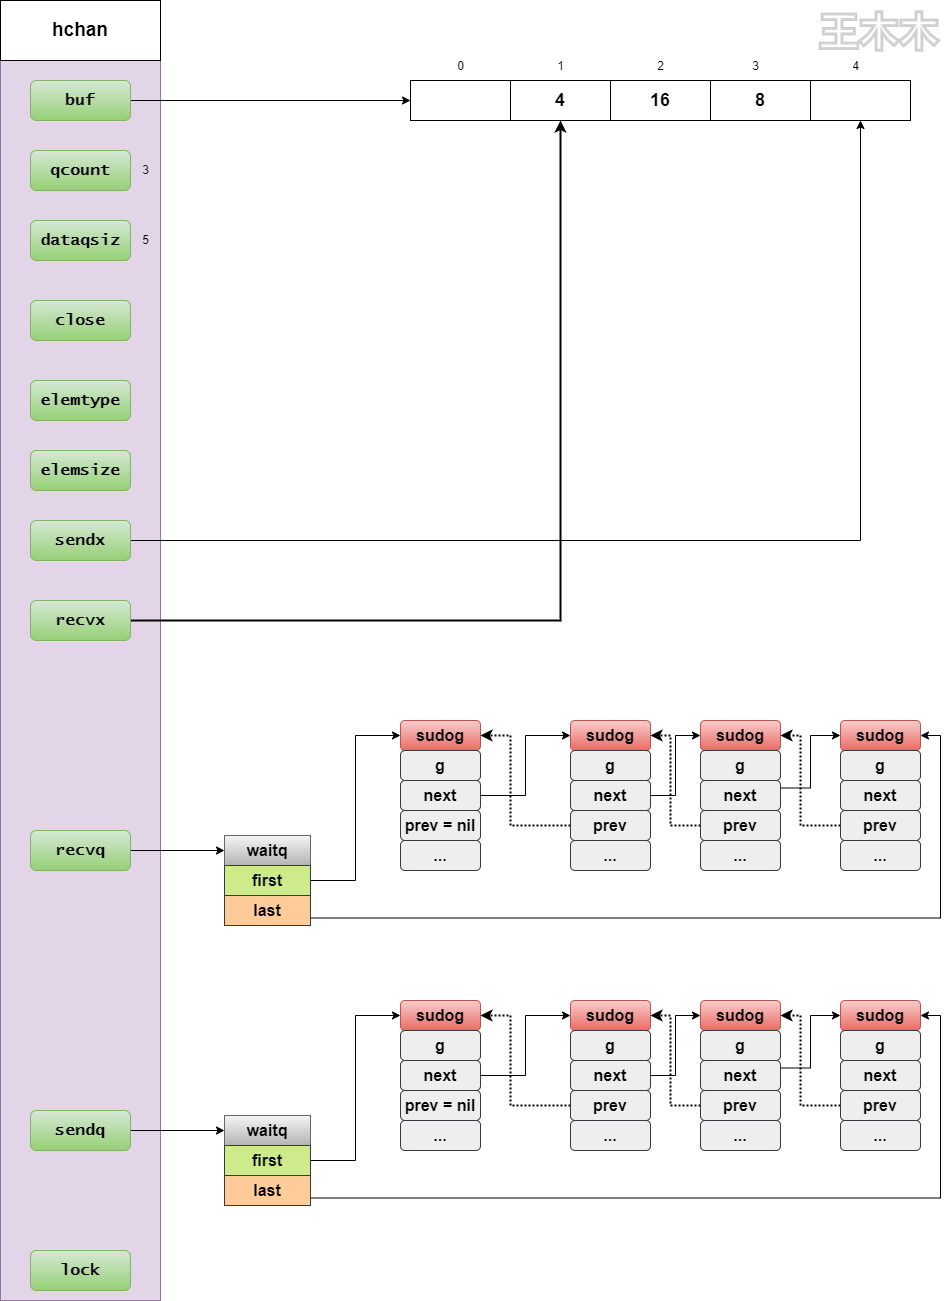 hchan
王木木
0 1 2 3 4
buf
4 16 8
qcount 3
dataqsiz 5
close
elemtype
elemsize
sendx
recvx
sudog sudog sudog sudog
g g g g
next next next next
prev = nil prev prev prev
... ... ... ...
recvq
waitq
first
last
sudog sudog sudog sudog
g g g g
next next next next
prev = nil prev prev prev
... ... ... ...
sendq
waitq
first
last
lock